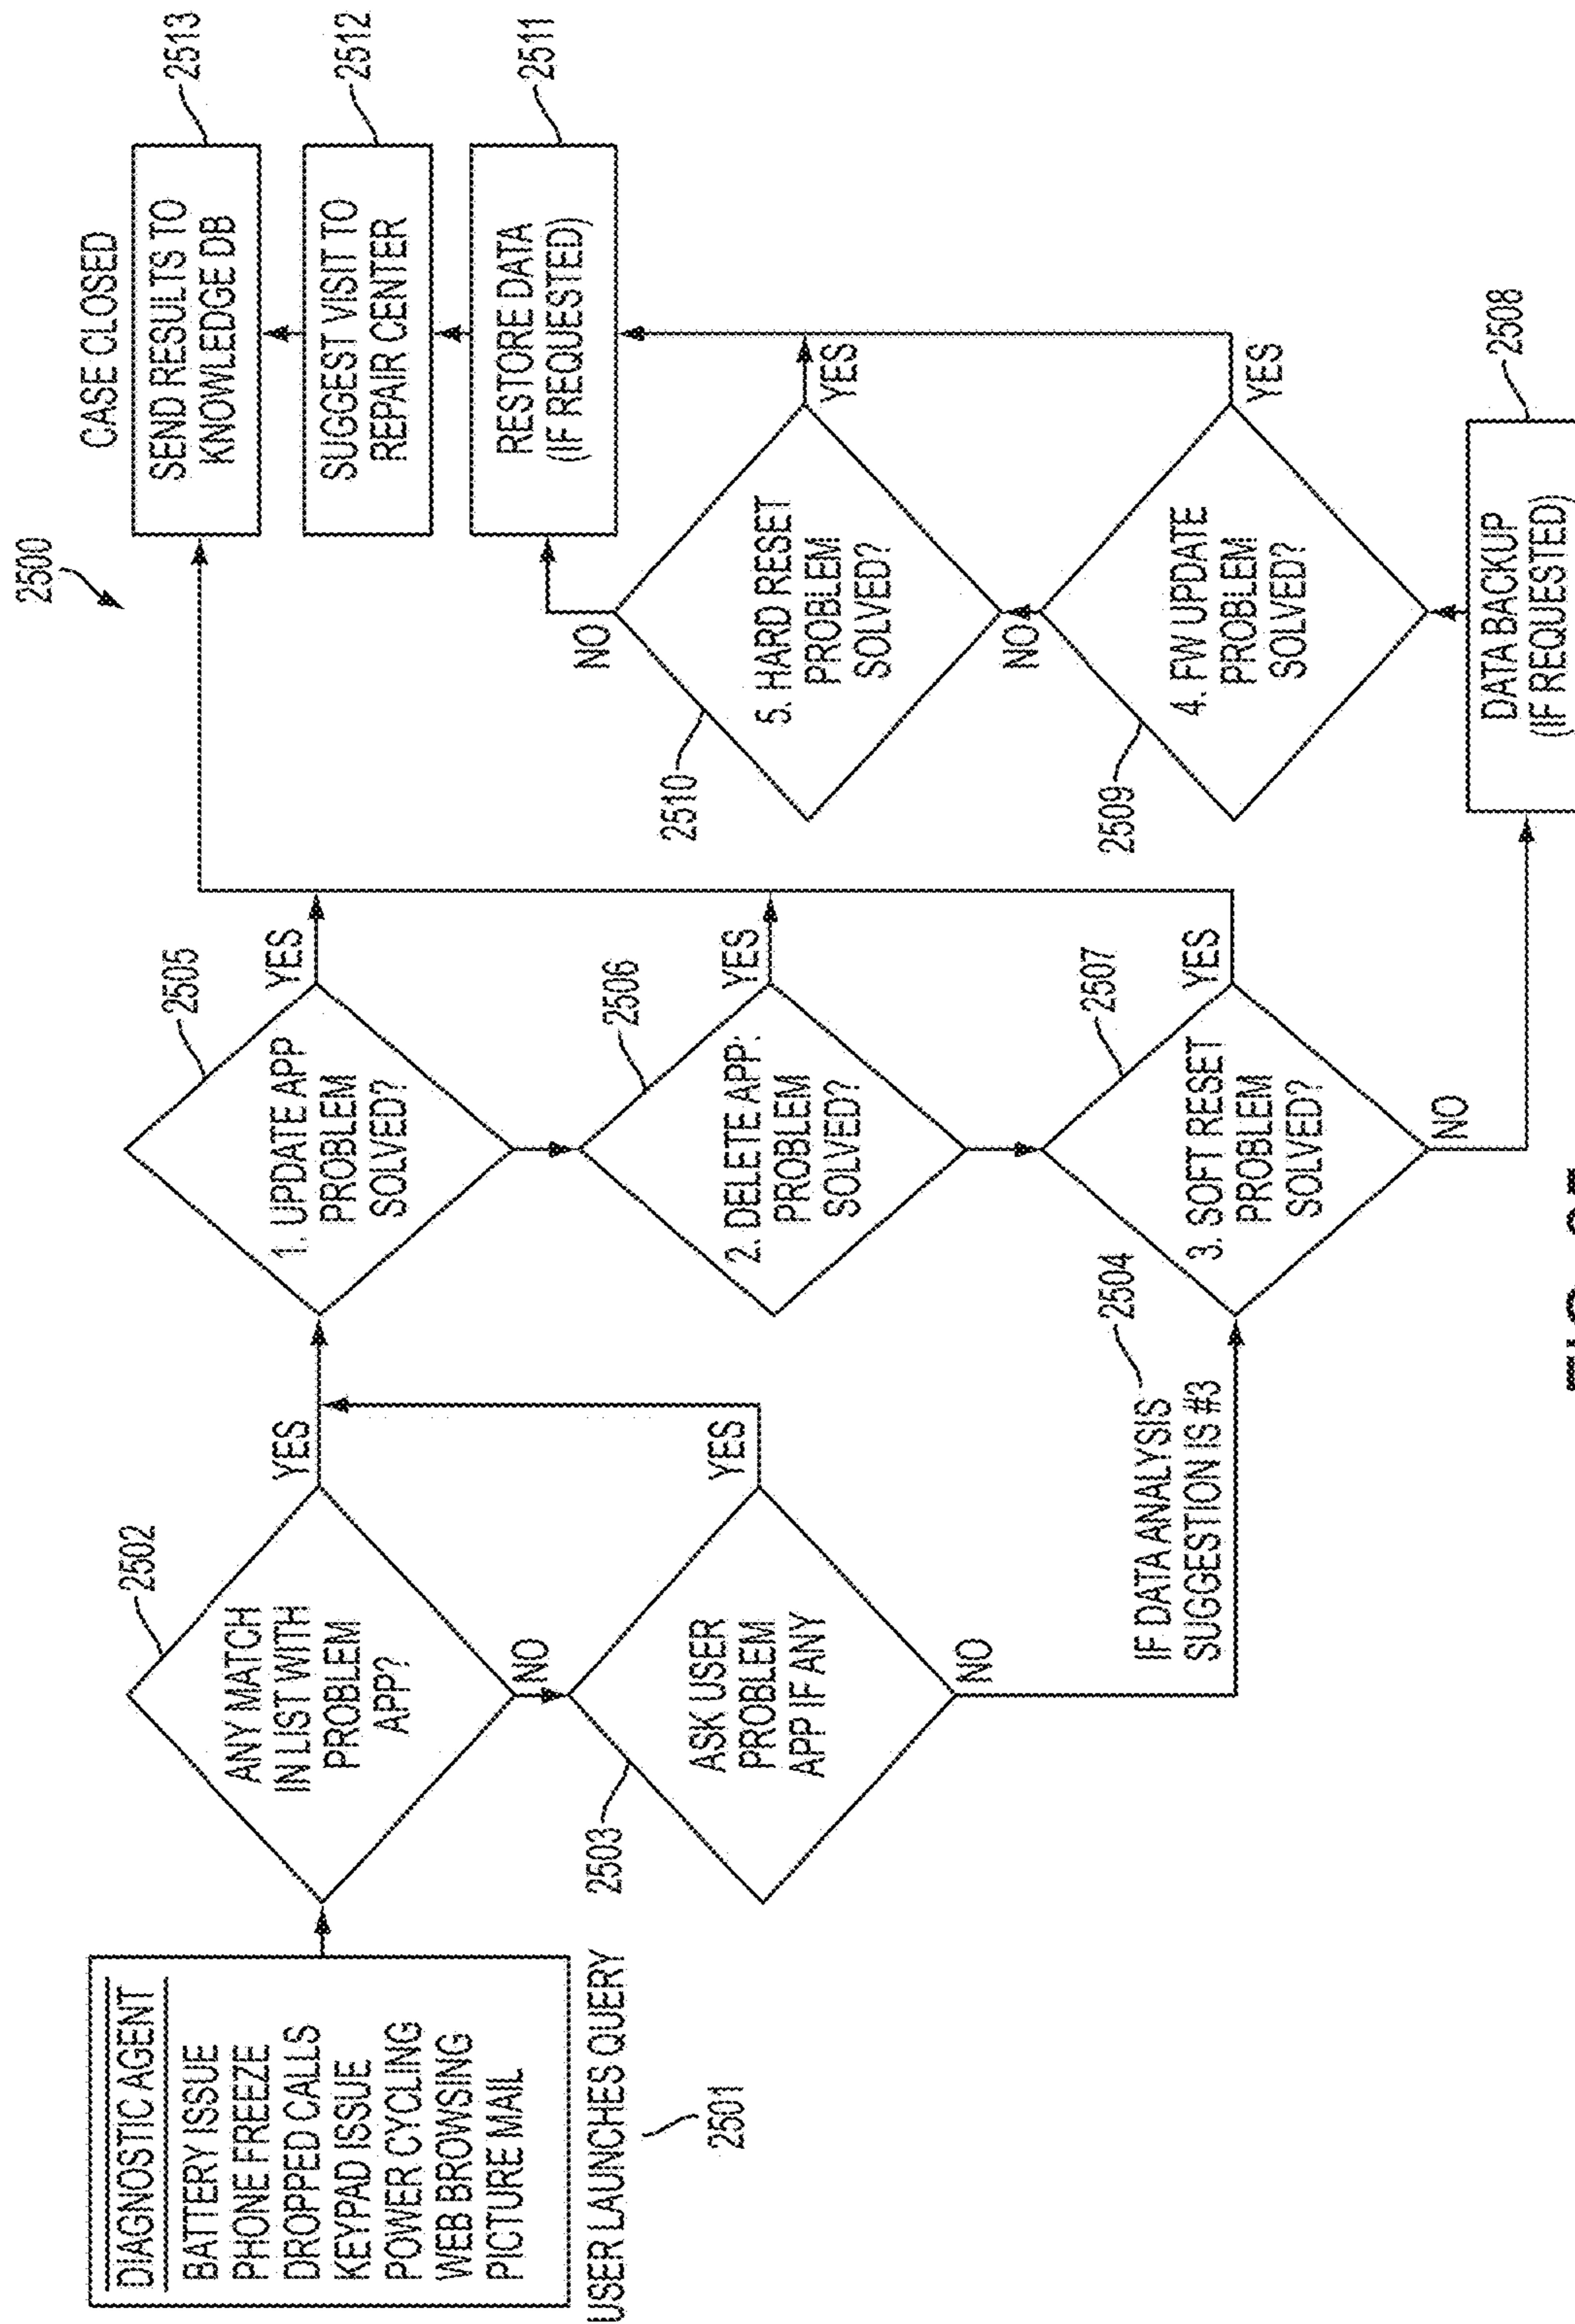 2500
DIAGNOSTIC AGENT
BATTERY ISSUE
PHONE FREEZE
DROPPED CALLS
KEYPAD ISSUE
POWER CYCLING
WEB BROWSING
PICTURE MAIL
USER LAUNCHES QUERY
2501
2502
ANY MATCH
IN LIST WITH
PROBLEM
APP?
YES
NO
2503
ASK USER
PROBLEM
APP IF ANY
YES
NO
2504
IF DATA ANALYSIS
SUGGESTION IS #3
2505
1. UPDATE APP
PROBLEM
SOLVED?
YES
2506
2. DELETE APP.
PROBLEM
SOLVED?
YES
2507
3. SOFT RESET
PROBLEM
SOLVED?
YES
NO
2508
DATA BACKUP
(IF REQUESTED)
2509
4. FW UPDATE
PROBLEM
SOLVED?
YES
NO
2510
5. HARD RESET
PROBLEM
SOLVED?
YES
NO
2511
RESTORE DATA
(IF REQUESTED)
2512
SUGGEST VISIT TO
REPAIR CENTER
2513
CASE CLOSED
SEND RESULTS TO
KNOWLEDGE DB